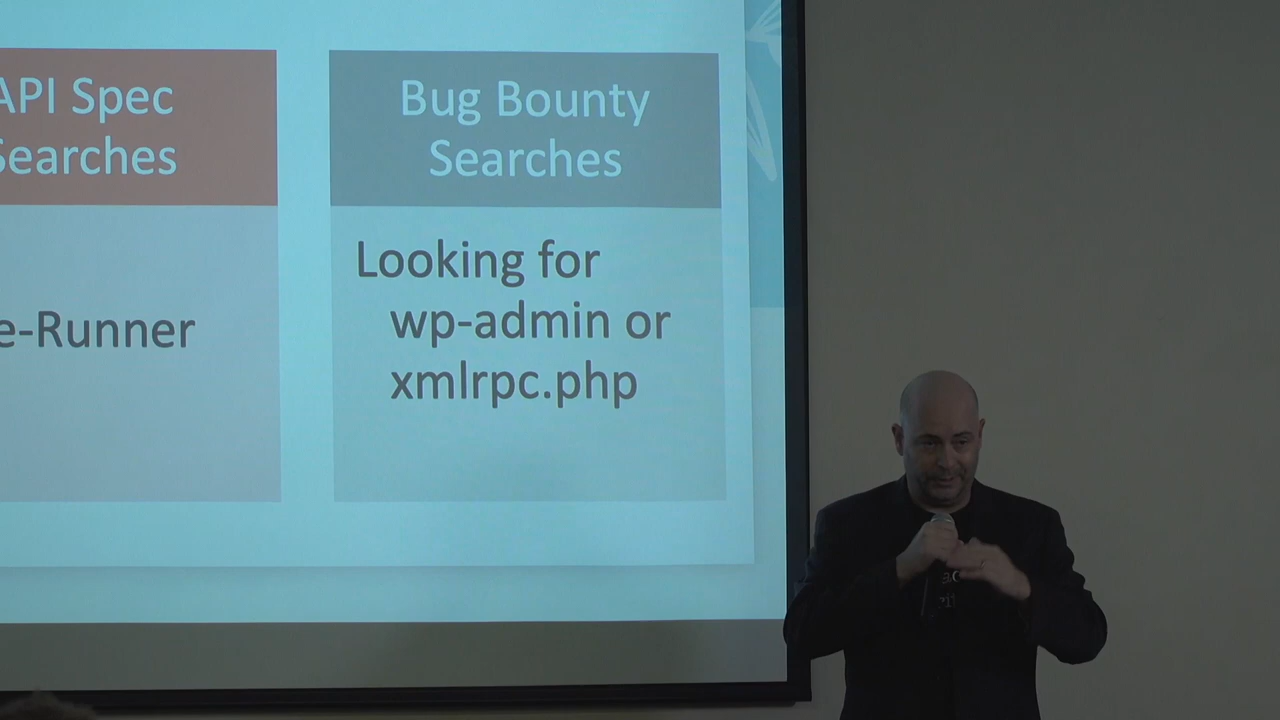 API Spec
Searches
e-Runner
Bug Bounty
Searches
Looking for
wp-admin or
xmlrpc.php